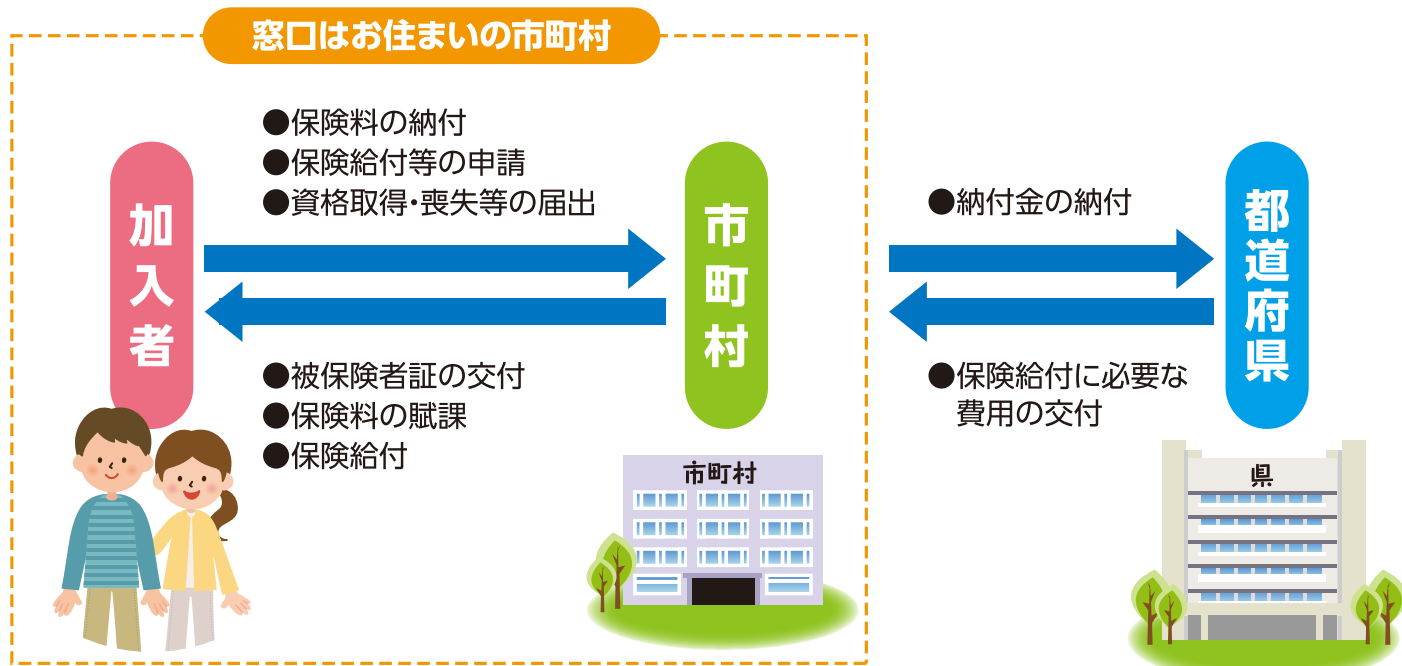 窓口はお住まいの市町村
●保険料の納付
●保険給付等の申請
●資格取得・喪失等の届出
加入者
市町村
●被保険者証の交付
●保険料の賦課
●保険給付
市町村
●納付金の納付
都道府県
●保険給付に必要な
費用の交付
県